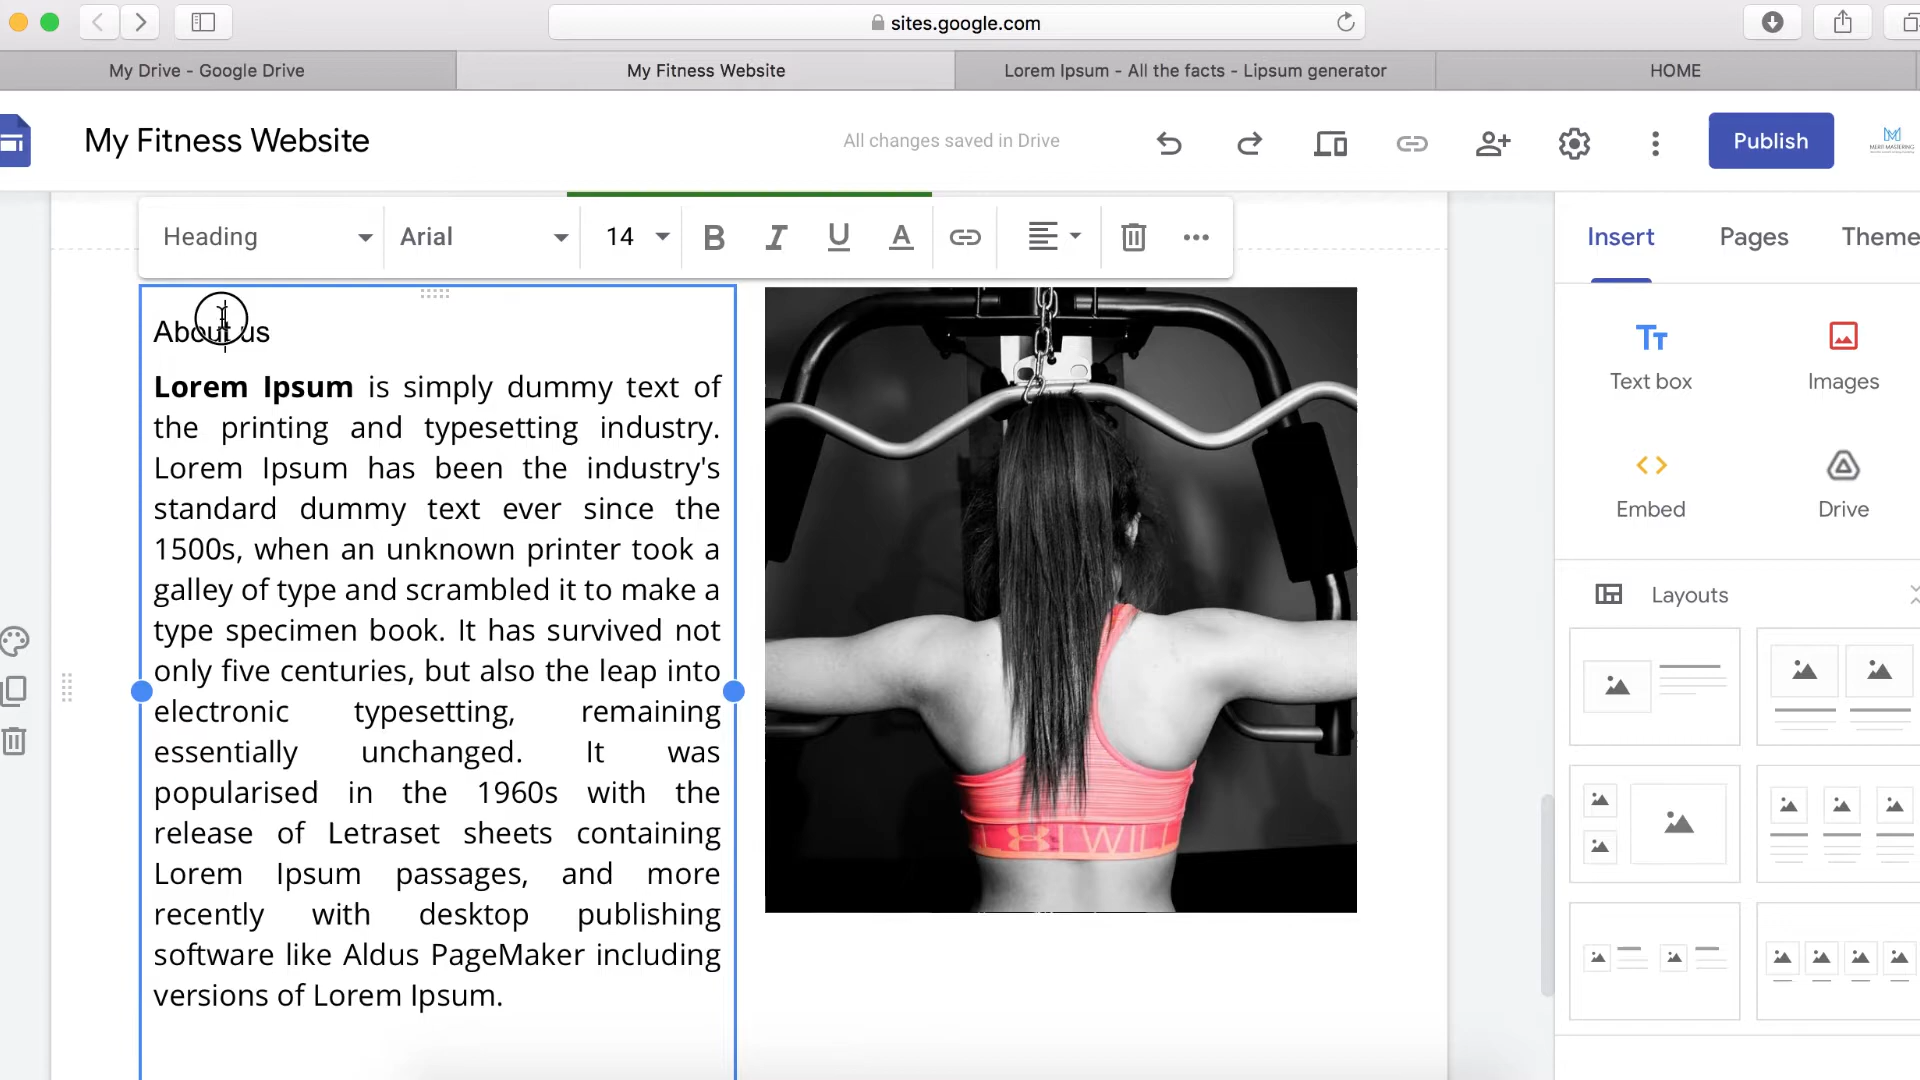 sites.google.com
My Drive - Google Drive
My Fitness Website
Lorem Ipsum - All the facts - Lipsum generator
HOME
My Fitness Website
All changes saved in Drive
Publish
MERIT MASTERING
Heading
Arial
14
B
I
U
A
Insert
Pages
Theme
About us
Lorem Ipsum is simply dummy text of
the printing and typesetting industry.
Lorem Ipsum has been the industry's
standard dummy text ever since the
1500s, when an unknown printer took a
galley of type and scrambled it to make a
type specimen book. It has survived not
only five centuries, but also the leap into
electronic typesetting, remaining
essentially unchanged. It was
popularised in the 1960s with the
release of Letraset sheets containing
Lorem Ipsum passages, and more
recently with desktop publishing
software like Aldus PageMaker including
versions of Lorem Ipsum.
I WILL
Tt
Text box
Images
Embed
Drive
Layouts